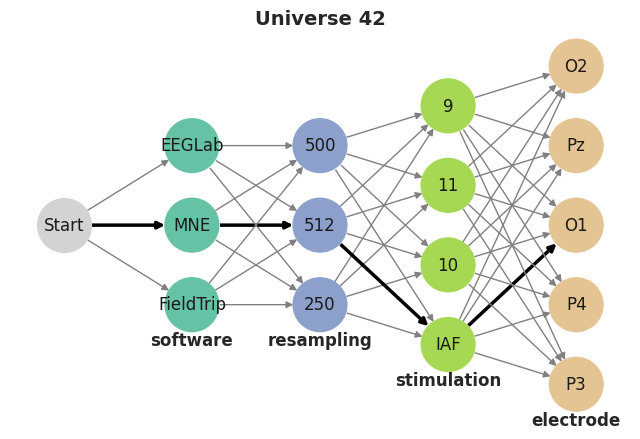 Universe 42
Start
EEGLab
MNE
FieldTrip
software
500
512
250
resampling
9
11
10
IAF
stimulation
O2
Pz
O1
P4
P3
electrode